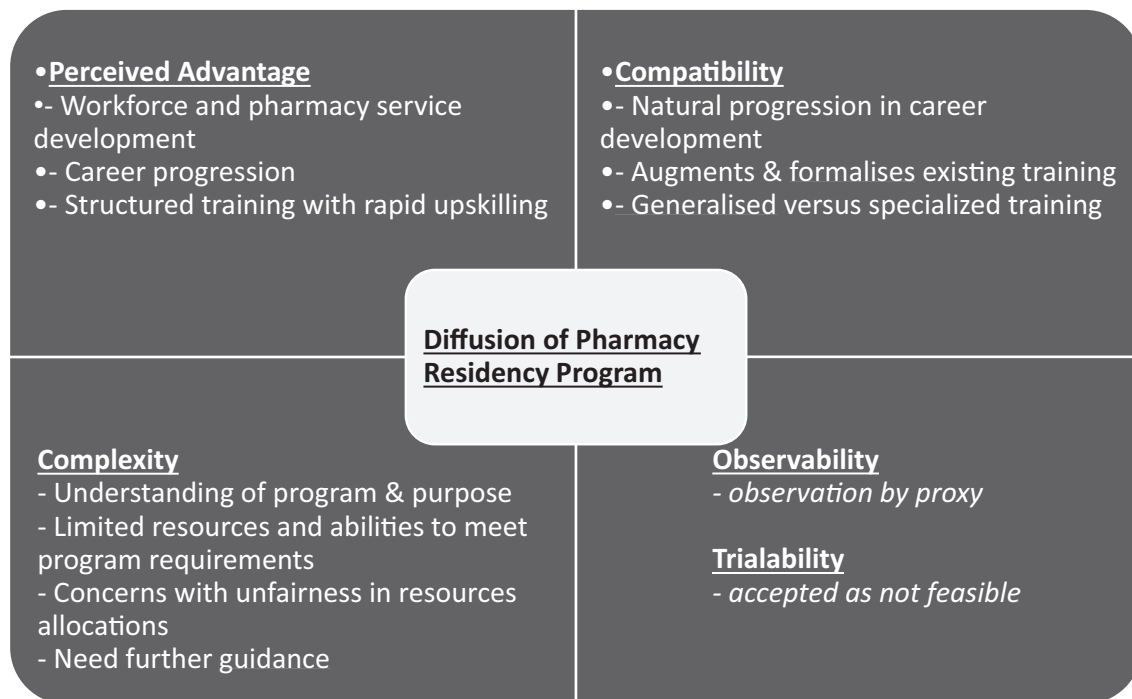 •Perceived Advantage
•- Workforce and pharmacy service
development
•- Career progression
•- Structured training with rapid upskilling
•Compatibility
•- Natural progression in career
development
•- Augments & formalises existing training
•- Generalised versus specialized training
Diffusion of Pharmacy
Residency Program
Complexity
- Understanding of program & purpose
- Limited resources and abilities to meet
program requirements
- Concerns with unfairness in resources
allocations
- Need further guidance
Observability
- observation by proxy
Trialability
- accepted as not feasible